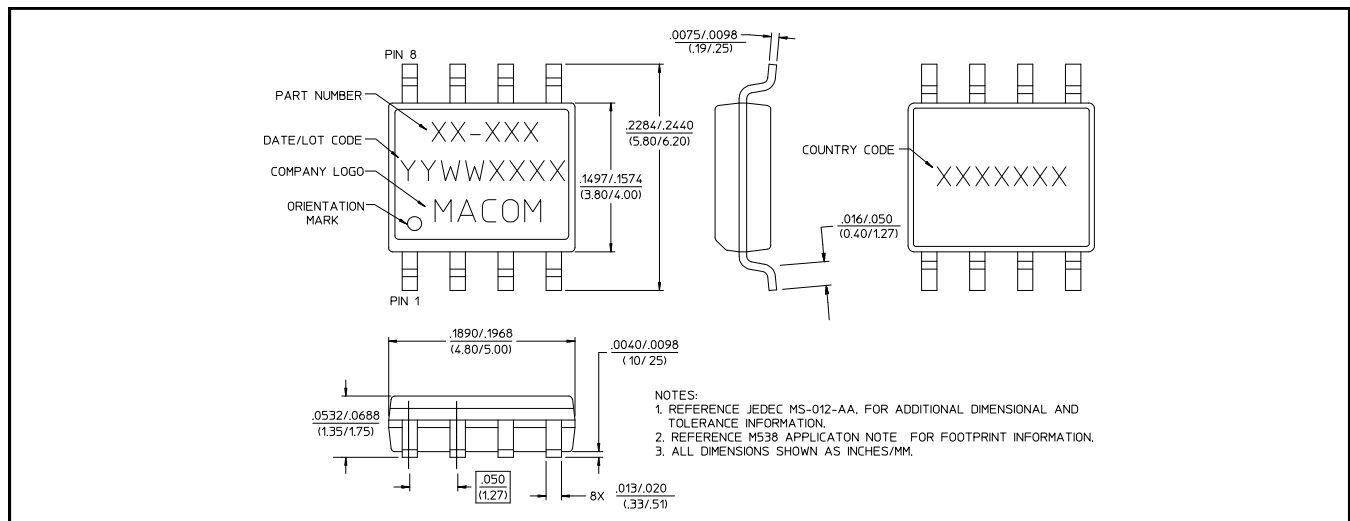 PIN 8
PART NUMBER
XX-XXX
DATE/LOT CODE
YYWWXXXX
COMPANY LOGO
MACOM
ORIENTATION
MARK
PIN 1
.2284/.2440
(5.80/6.20)
.1497/.1574
(3.80/4.00)
.0075/.0098
(.19/.25)
.016/.050
(0.40/1.27)
COUNTRY CODE
XXXXXXX
.1890/.1968
(4.80/5.00)
.0040/.0098
( 10/ 25)
.0532/.0688
(1.35/1.75)
.050
(1.27)
8X
.013/.020
(.33/.51)
NOTES:
1. REFERENCE JEDEC MS-012-AA, FOR ADDITIONAL DIMENSIONAL AND
TOLERANCE INFORMATION.
2. REFERENCE M538 APPLICATON NOTE FOR FOOTPRINT INFORMATION.
3. ALL DIMENSIONS SHOWN AS INCHES/MM.